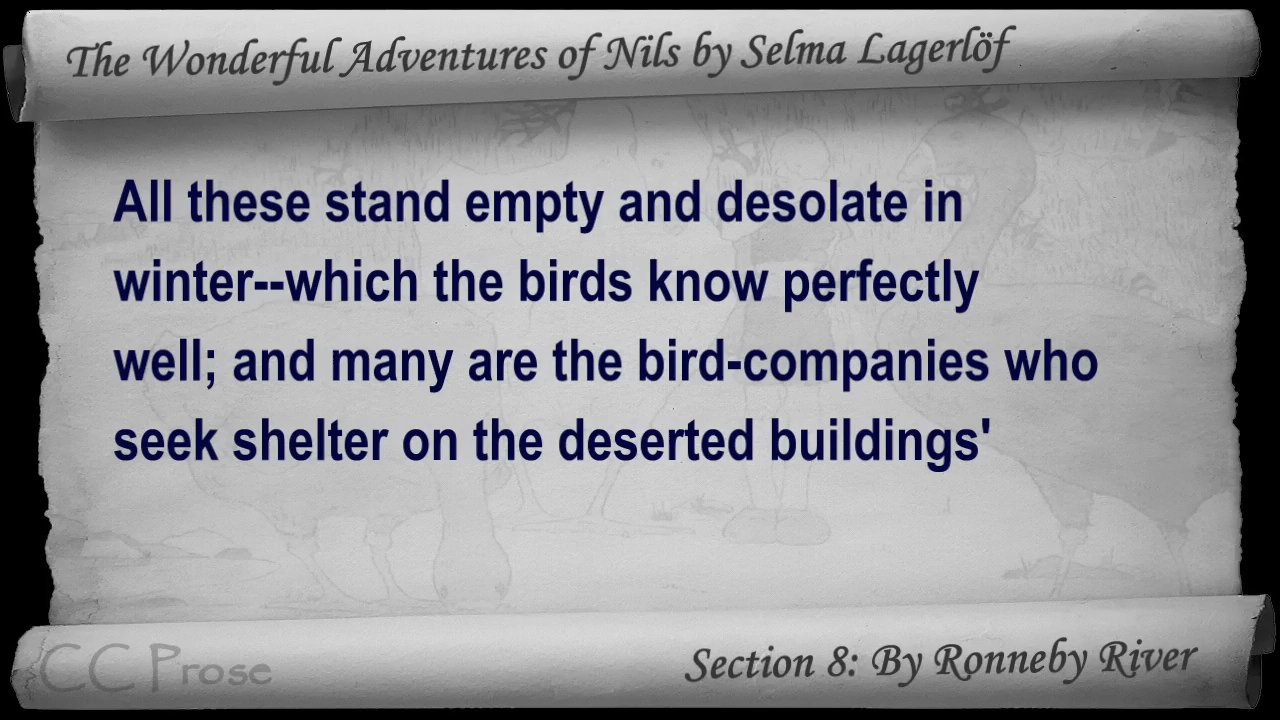 The Wonderful Adventures of Nils by Selma Lagerlöf
All these stand empty and desolate in
winter--which the birds know perfectly
well; and many are the bird-companies who
seek shelter on the deserted buildings'
CC Prose
Section 8: By Ronneby River